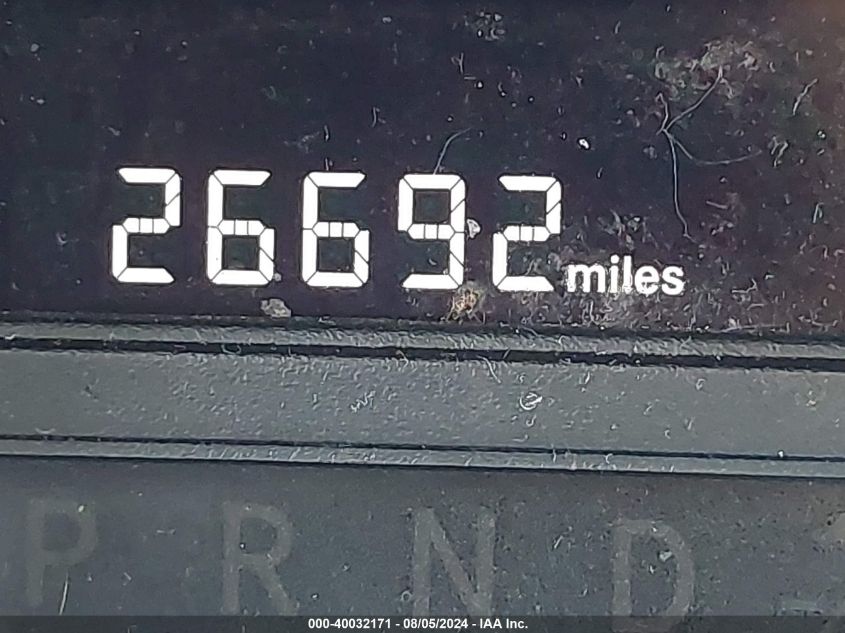 26692 miles
P R N D
000-40032171 - 08/05/2024 - IAA Inc.